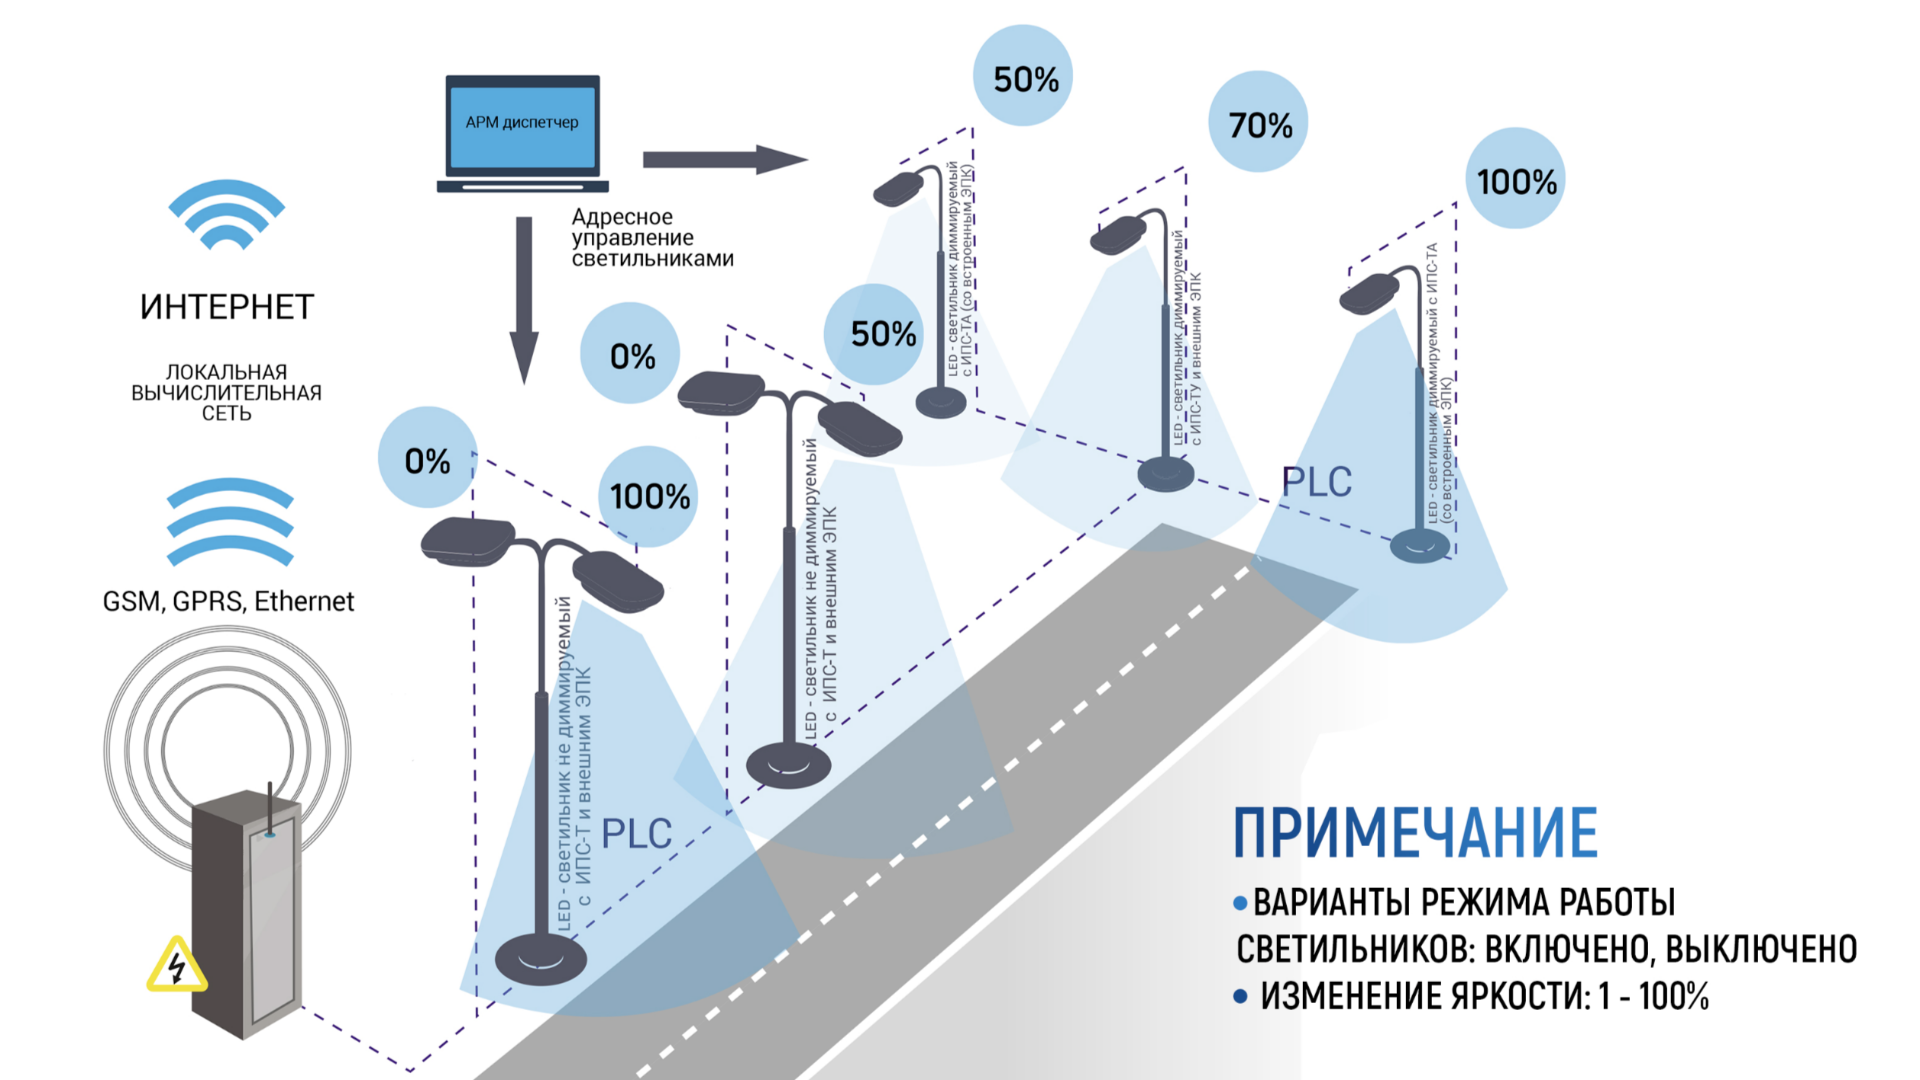 АРМ диспетчер
Адресное
управление
светильниками
ИНТЕРНЕТ
ЛОКАЛЬНАЯ
ВЫЧИСЛИТЕЛЬНАЯ
СЕТЬ
GSM, GPRS, Ethernet
0%
100%
0%
50%
50%
70%
100%
LED - светильник не диммируемый
с ИПС-Т и внешним ЭПК
LED - светильник не диммируемый
с ИПС-Т и внешним ЭПК
LED - светильник диммируемый
с ИПС-ТА (со встроенным ЭПК)
LED - светильник диммируемый
с ИПС-ТУ и внешним ЭПК
LED - светильник диммируемый с ИПС-ТА
(со встроенным ЭПК)
PLC
PLC
ПРИМЕЧАНИЕ
• ВАРИАНТЫ РЕЖИМА РАБОТЫ
СВЕТИЛЬНИКОВ: ВКЛЮЧЕНО, ВЫКЛЮЧЕНО
• ИЗМЕНЕНИЕ ЯРКОСТИ: 1 - 100%